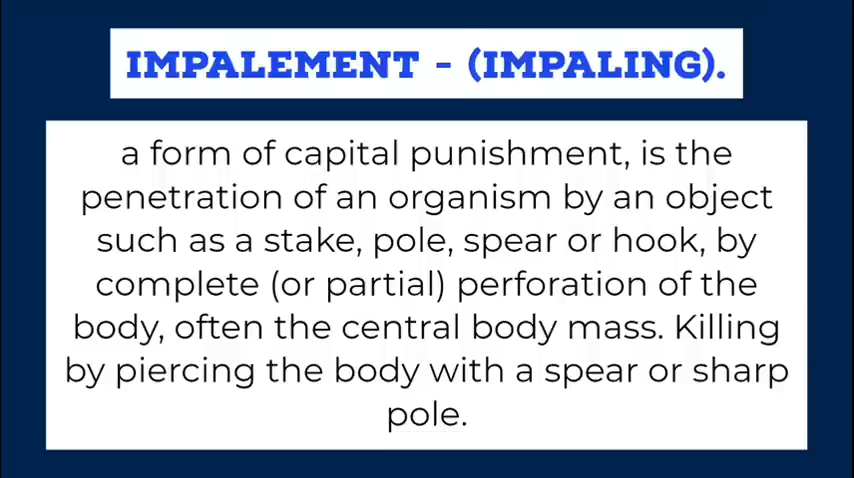 IMPALEMENT - (IMPALING).
a form of capital punishment, is the
penetration of an organism by an object
such as a stake, pole, spear or hook, by
complete (or partial) perforation of the
body, often the central body mass. Killing
by piercing the body with a spear or sharp
pole.